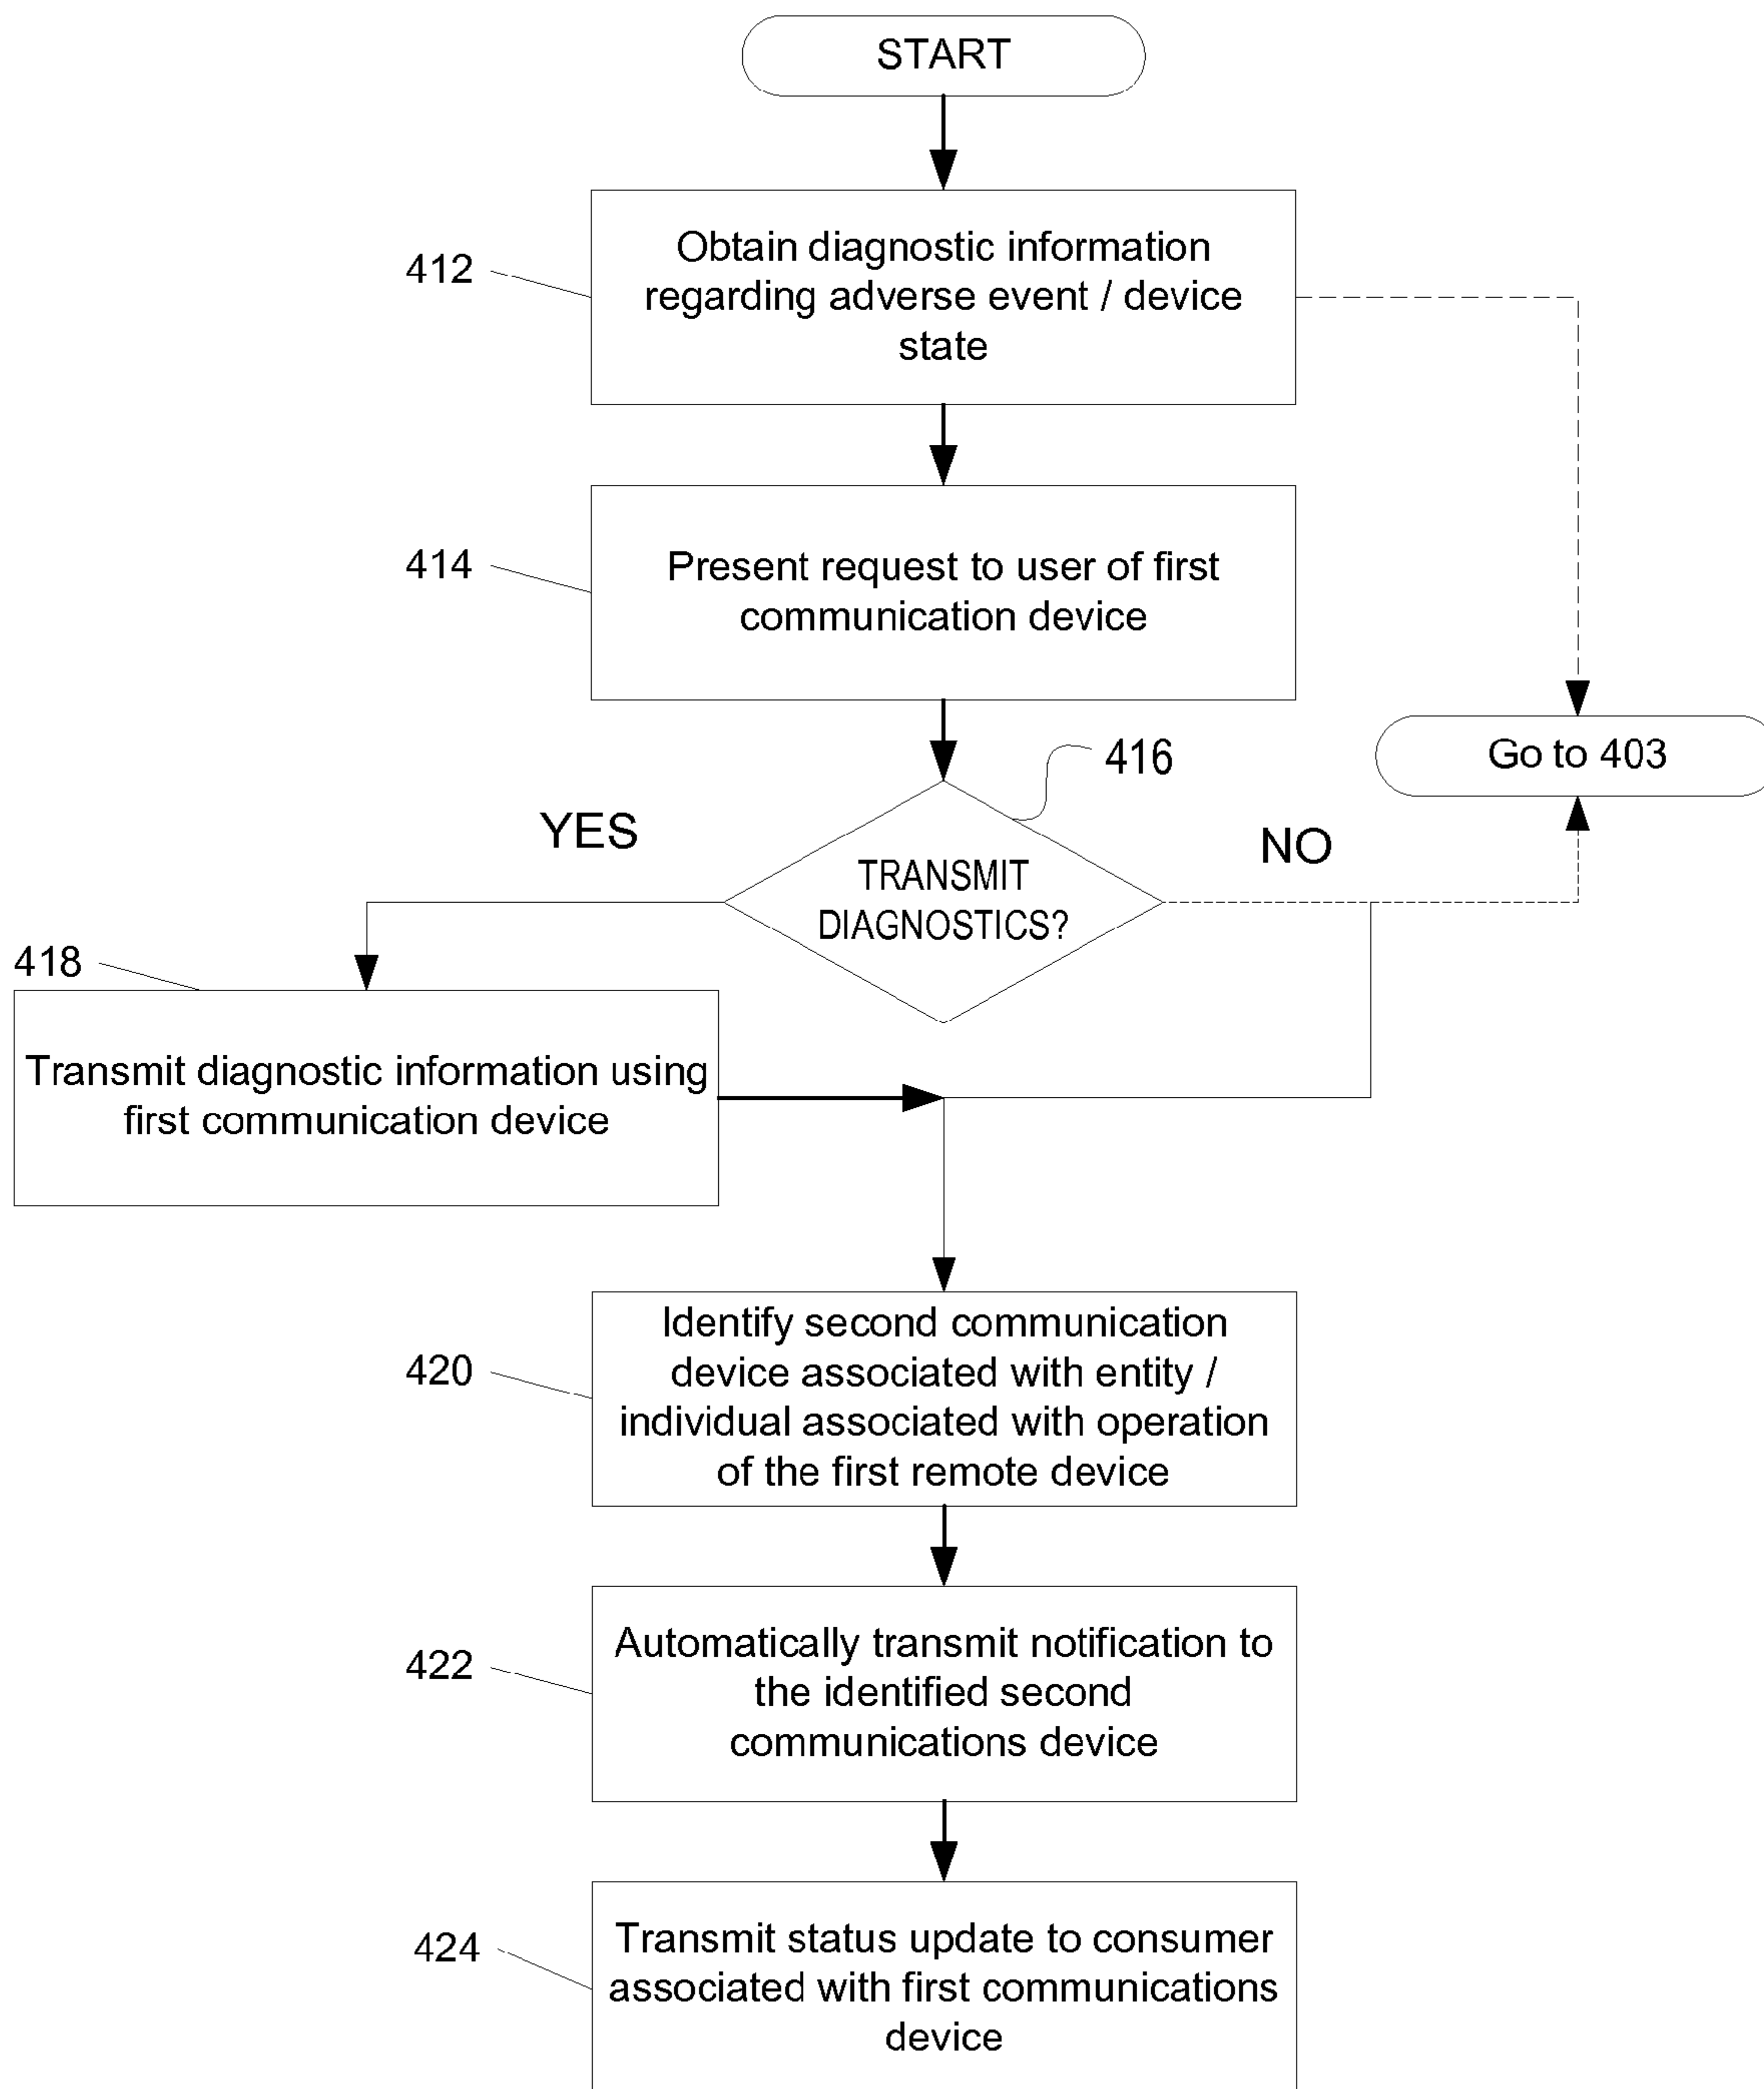 START
412
Obtain diagnostic information
regarding adverse event / device
state
414
Present request to user of first
communication device
416
Go to 403
YES
NO
TRANSMIT
DIAGNOSTICS?
418
Transmit diagnostic information using
first communication device
420
Identify second communication
device associated with entity /
individual associated with operation
of the first remote device
422
Automatically transmit notification to
the identified second
communications device
424
Transmit status update to consumer
associated with first communications
device